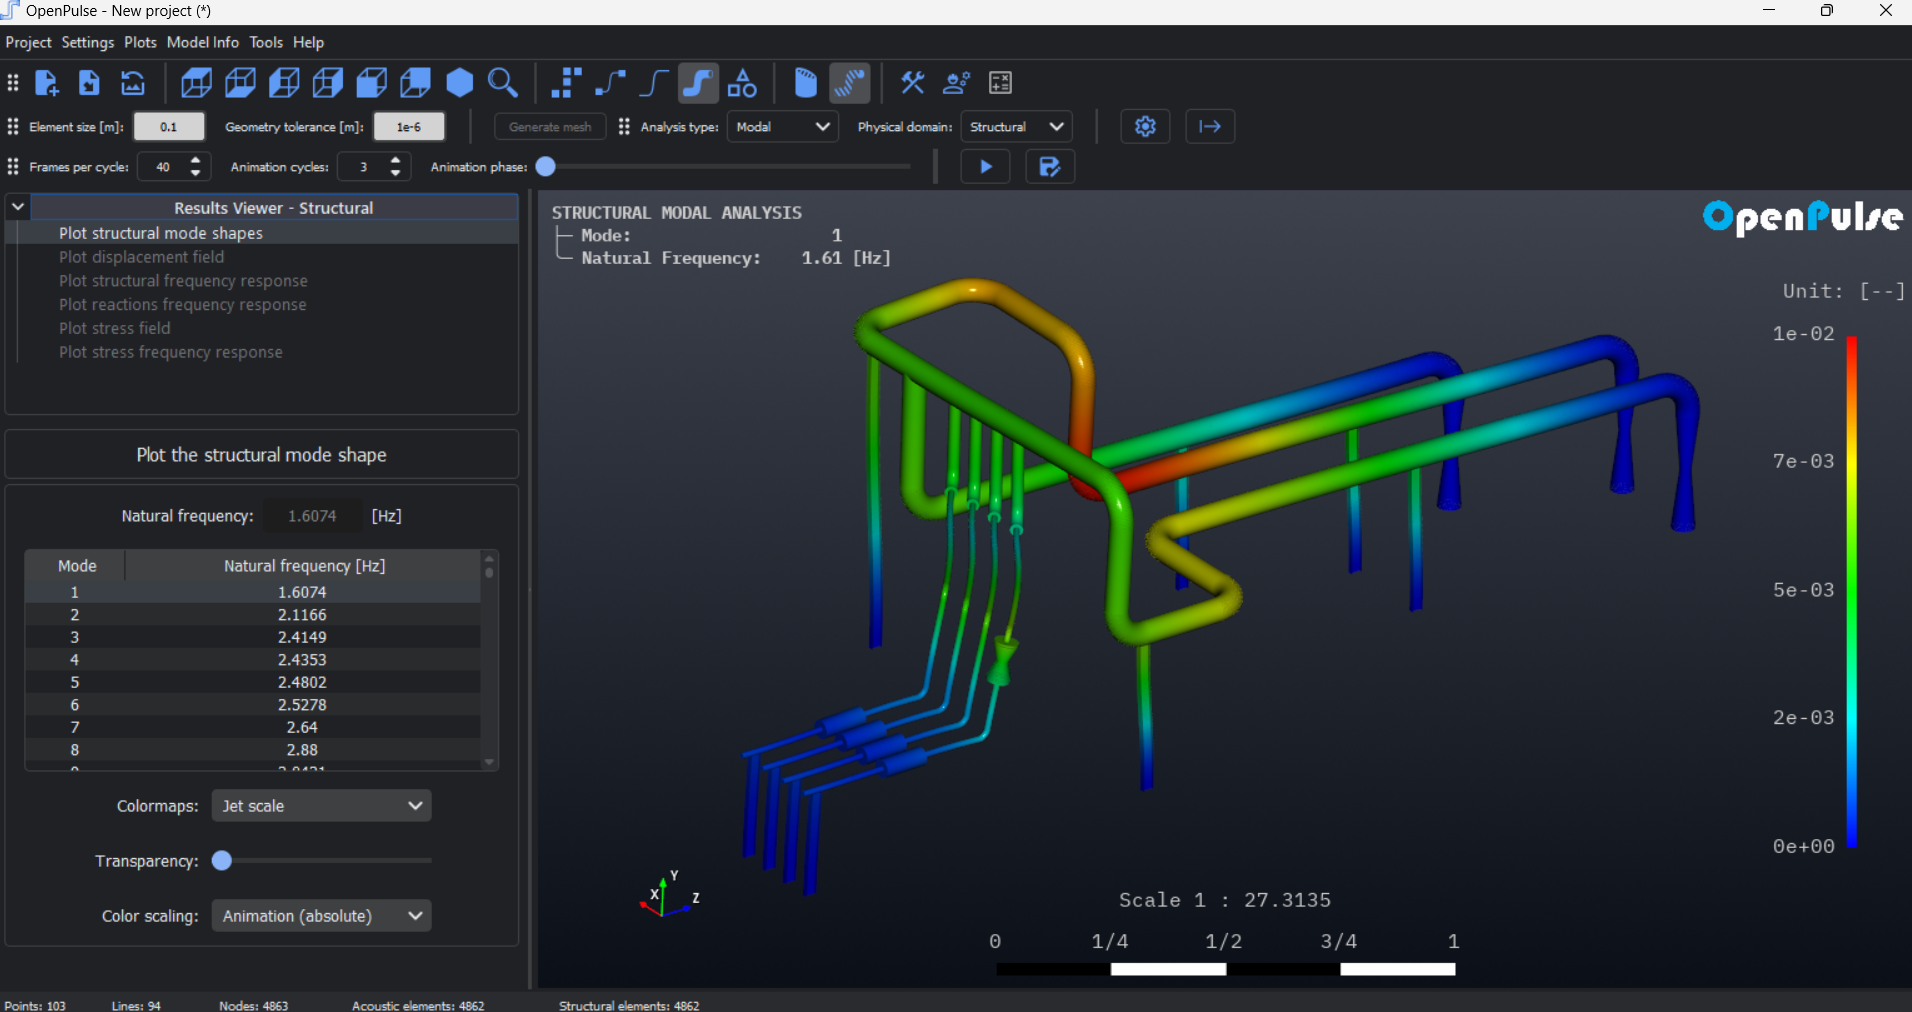 OpenPulse - New project (*)
Project Settings Plots Model Info Tools Help
Element size [m]: 0.1 Geometry tolerance [m]: 1e-6 Generate mesh Analysis type: Modal Physical domain: Structural
Frames per cycle: 40 Animation cycles: 3 Animation phase:
Results Viewer - Structural
Plot structural mode shapes
Plot displacement field
Plot structural frequency response
Plot reactions frequency response
Plot stress field
Plot stress frequency response
Plot the structural mode shape
Natural frequency: 1.6074 [Hz]
Mode Natural frequency [Hz]
1 1.6074
2 2.1166
3 2.4149
4 2.4353
5 2.4802
6 2.5278
7 2.64
8 2.88
Colormaps: Jet scale
Transparency:
Color scaling: Animation (absolute)
STRUCTURAL MODAL ANALYSIS
Mode: 1
Natural Frequency: 1.61 [Hz]
OpenPulse
Unit: [--]
1e-02
7e-03
5e-03
2e-03
0e+00
Y
X
Z
Scale 1 : 27.3135
0 1/4 1/2 3/4 1
Points: 103 Lines: 94 Nodes: 4863 Acoustic elements: 4862 Structural elements: 4862